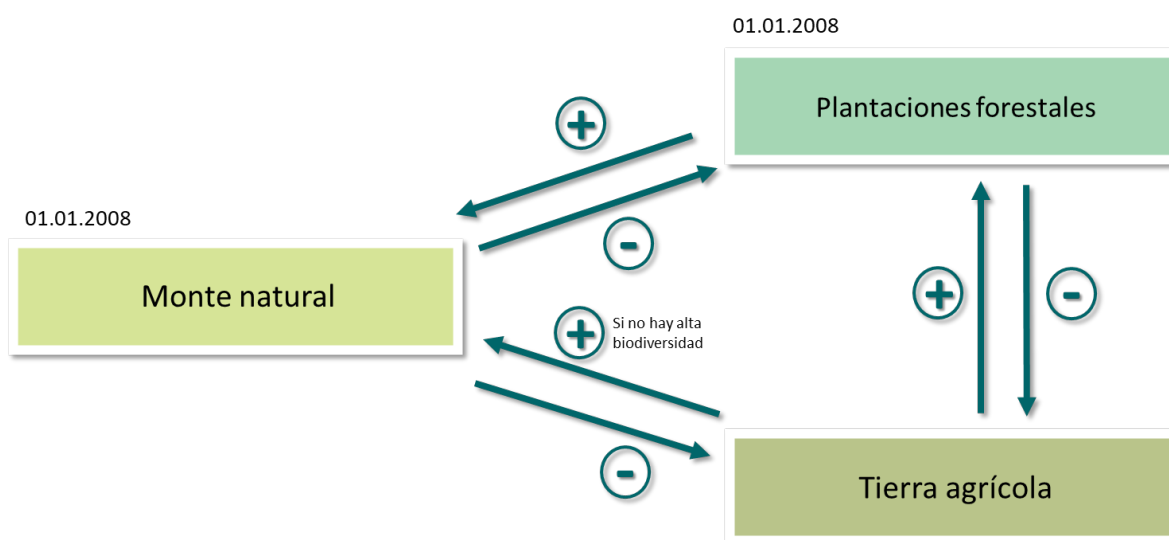 01.01.2008
Plantaciones forestales
+
-
01.01.2008
Monte natural
+
-
+
Si no hay alta
biodiversidad
-
Tierra agrícola